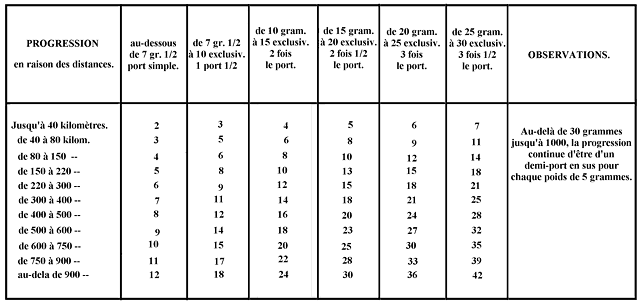 PROGRESSION
en raison des distances.
au-dessous
de 7 gr. 1/2
port simple.
de 7 gr. 1/2
à 10 exclusiv.
1 port 1/2
de 10 gram.
à 15 exclusiv.
2 fois
le port.
de 15 gram.
à 20 exclusiv.
2 fois 1/2
le port.
de 20 gram.
à 25 exclusiv.
3 fois
le port.
de 25 gram.
à 30 exclusiv.
3 fois 1/2
le port.
OBSERVATIONS.
Jusqu'à 40 kilomètres. 2 3 4 5 6 7
de 40 à 80 kilom. 3 5 6 8 9 11
de 80 à 150 -- 4 6 8 10 12 14
de 150 à 220 -- 5 8 10 13 15 18
de 220 à 300 -- 6 9 12 15 18 21
de 300 à 400 -- 7 11 14 18 21 25
de 400 à 500 -- 8 12 16 20 24 28
de 500 à 600 -- 9 14 18 23 27 32
de 600 à 750 -- 10 15 20 25 30 35
de 750 à 900 -- 11 17 22 28 33 39
au-dela de 900 -- 12 18 24 30 36 42
Au-delà de 30 grammes
jusqu'à 1000, la progression
continue d'être d'un
demi-port en sus pour
chaque poids de 5 grammes.